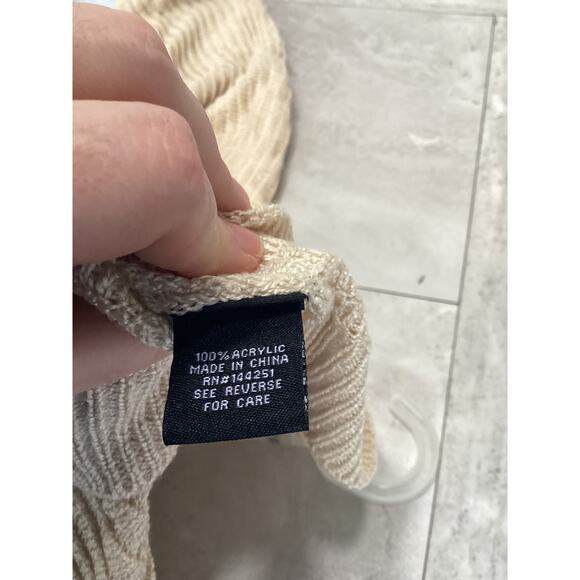 100% ACRYLIC
MADE IN CHINA
RN#144251
SEE REVERSE
FOR CARE